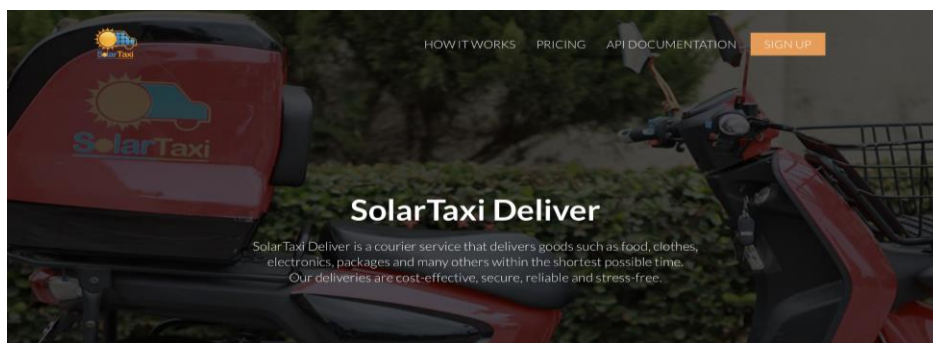 SolarTaxi
HOW IT WORKS PRICING API DOCUMENTATION SIGN UP
SolarTaxi
SolarTaxi Deliver
SolarTaxi Deliver is a courier service that delivers goods such as food, clothes,
electronics, packages and many others within the shortest possible time.
Our deliveries are cost-effective, secure, reliable and stress-free.